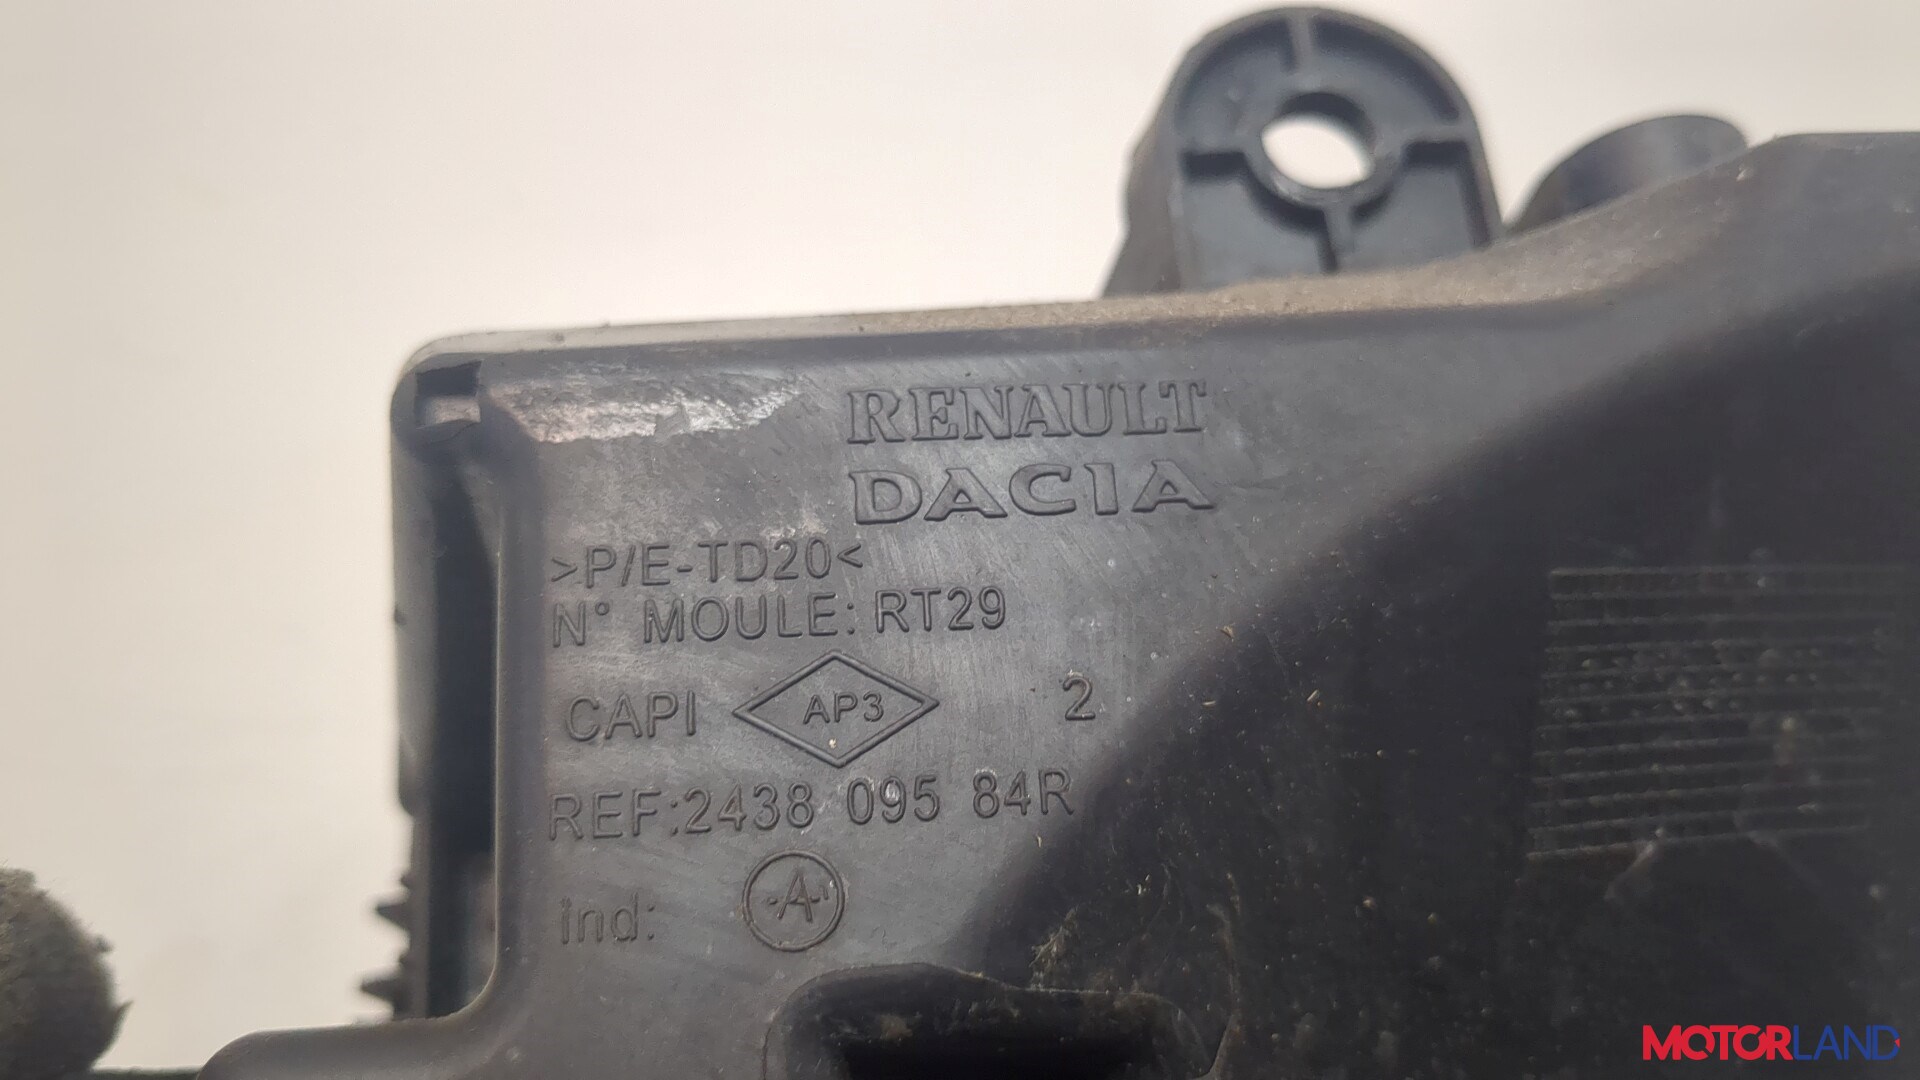 RENAULT
DACIA
>P/E-TD20<
N° MOULE: RT29
CAPI AP3 2
REF:2438 095 84R
ind: A
MOTORLAND